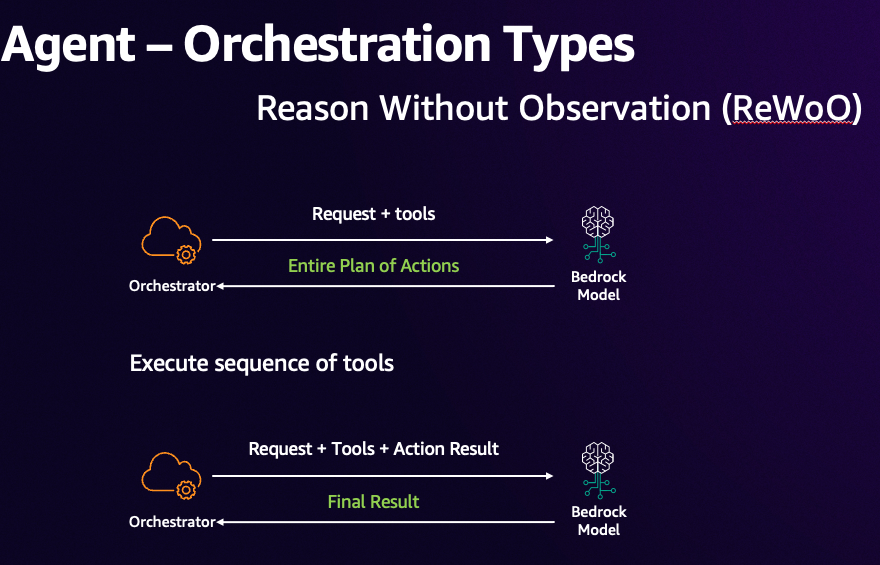 Agent – Orchestration Types
Reason Without Observation (ReWoO)
Request + tools
Entire Plan of Actions
Orchestrator
Bedrock
Model
Execute sequence of tools
Request + Tools + Action Result
Final Result
Orchestrator
Bedrock
Model